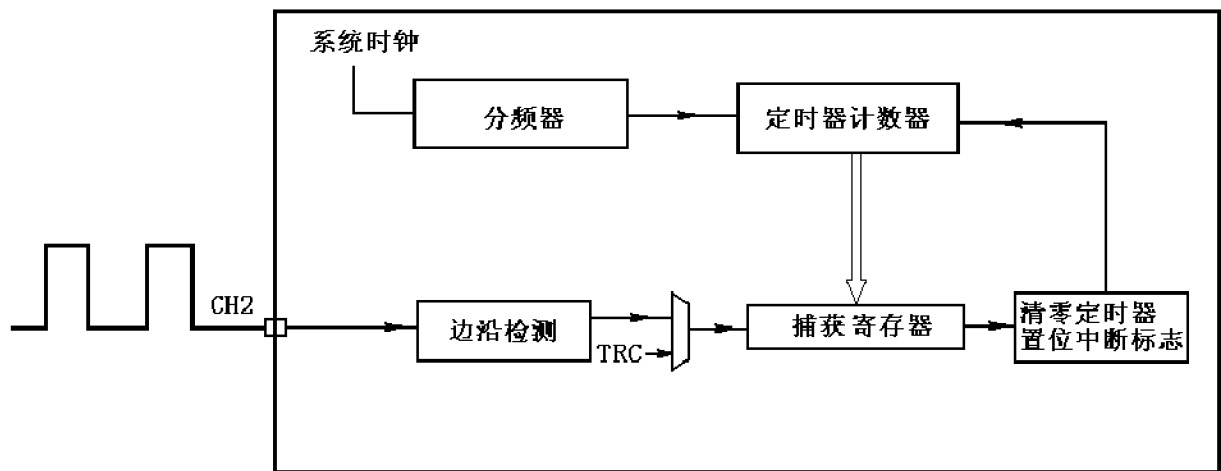 系统时钟
分频器
定时器计数器
CH2
边沿检测
TRC
捕获寄存器
清零定时器
置位中断标志